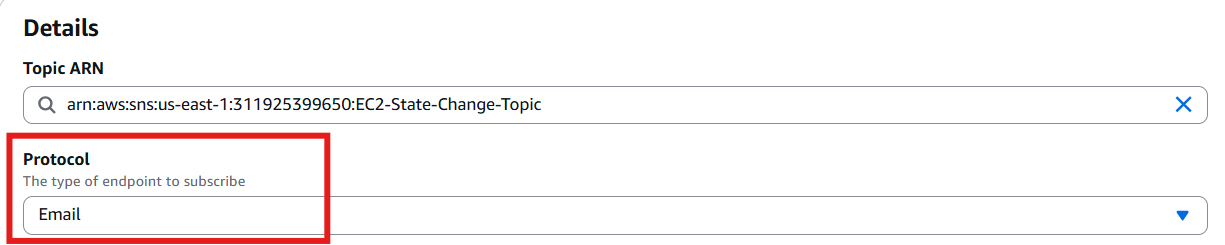 Details
Topic ARN
arn:aws:sns:us-east-1:311925399650:EC2-State-Change-Topic
Protocol
The type of endpoint to subscribe
Email